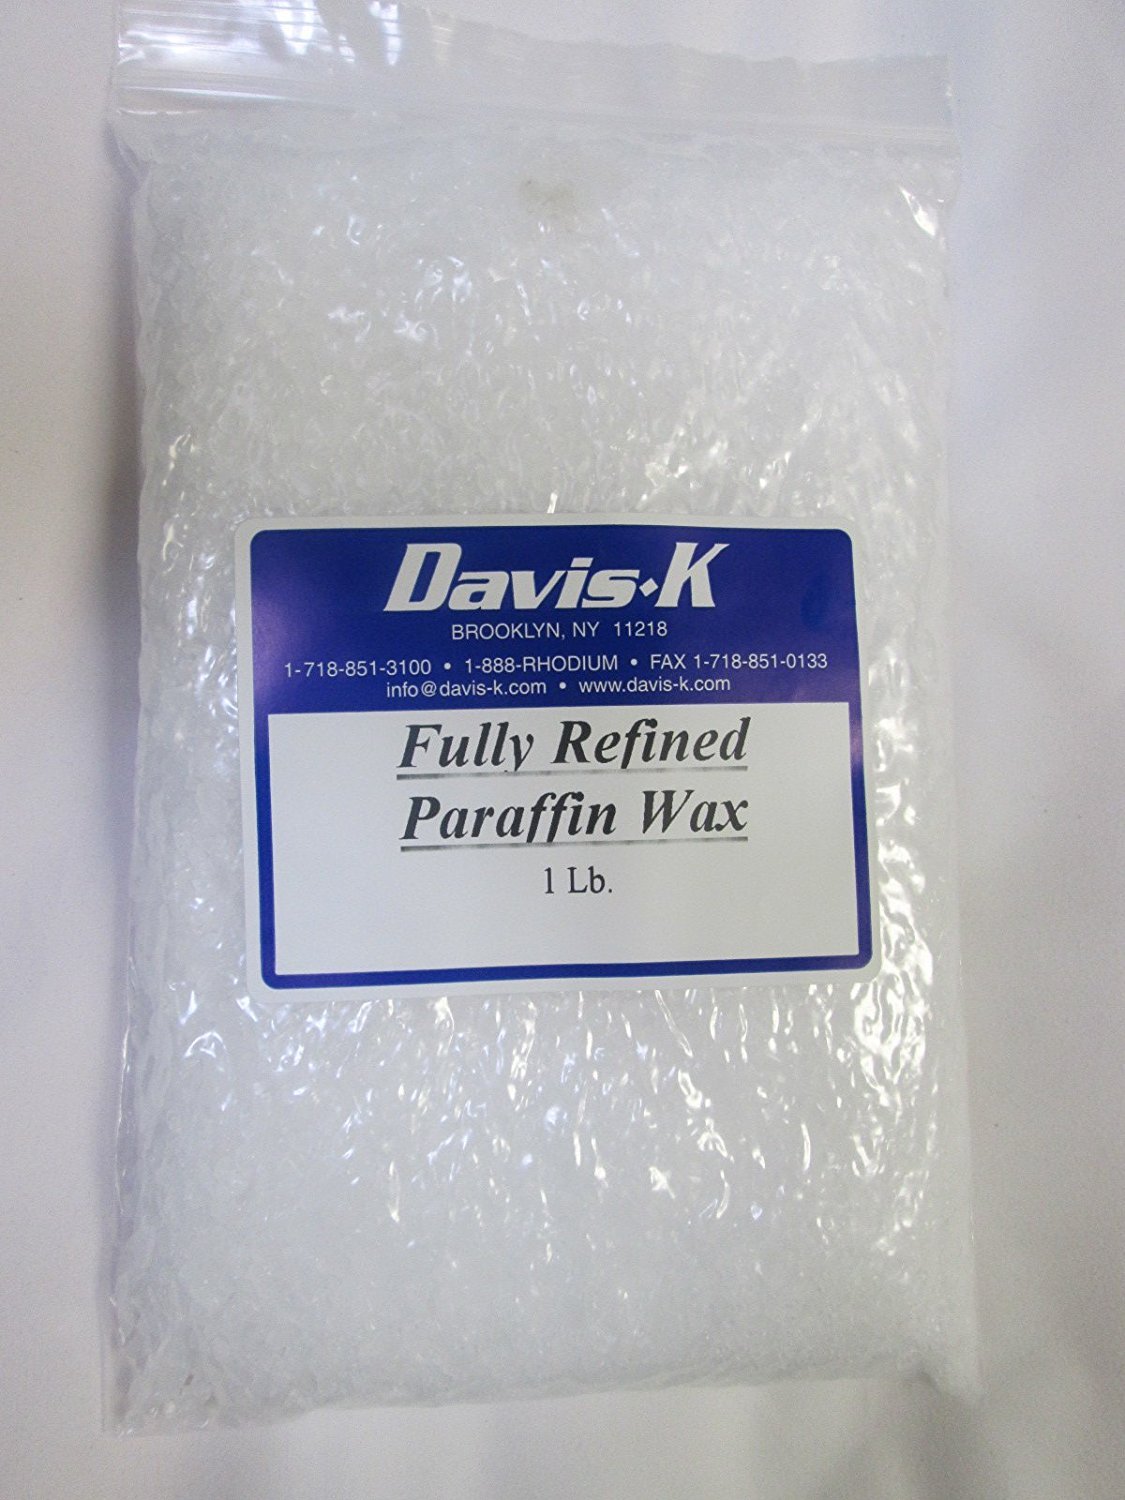 Davis⬧K
BROOKLYN, NY 11218
1-718-851-3100 • 1-888-RHODIUM • FAX 1-718-851-0133
info@davis-k.com • www.davis-k.com
Fully Refined
Paraffin Wax
1 Lb.